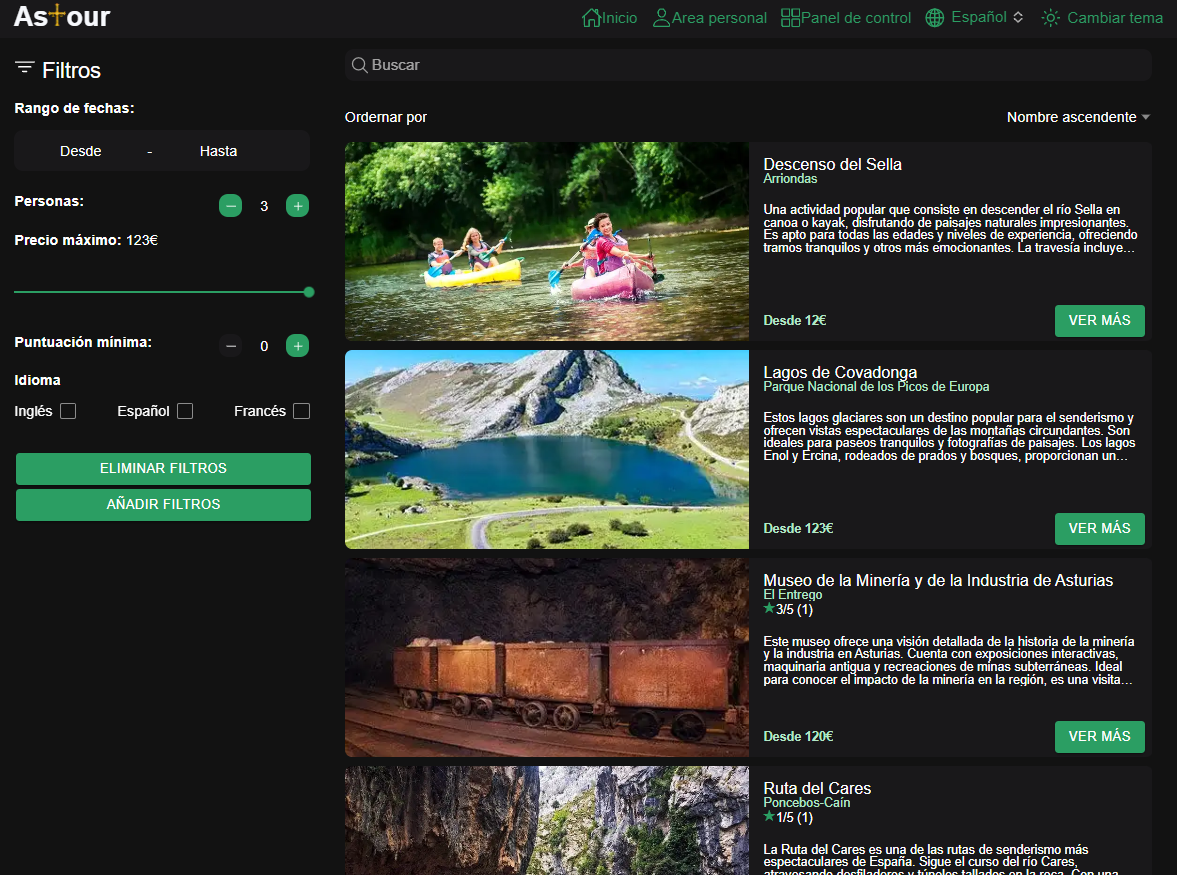 Astour
Inicio
Area personal
Panel de control
Español
Cambiar tema
Filtros
Rango de fechas:
Desde - Hasta
Personas:
3
Precio máximo: 123€
Puntuación mínima:
0
Idioma
Inglés
Español
Francés
ELIMINAR FILTROS
AÑADIR FILTROS
Buscar
Ordernar por
Nombre ascendente
Descenso del Sella
Arriondas
Una actividad popular que consiste en descender el río Sella en
canoa o kayak, disfrutando de paisajes naturales impresionantes.
Es apto para todas las edades y niveles de experiencia, ofreciendo
tramos tranquilos y otros más emocionantes. La travesía incluye…
Desde 12€
VER MÁS
Lagos de Covadonga
Parque Nacional de los Picos de Europa
Estos lagos glaciares son un destino popular para el senderismo y
ofrecen vistas espectaculares de las montañas circundantes. Son
ideales para paseos tranquilos y fotografías de paisajes. Los lagos
Enol y Ercina, rodeados de prados y bosques, proporcionan un…
Desde 123€
VER MÁS
Museo de la Minería y de la Industria de Asturias
El Entrego
★3/5 (1)
Este museo ofrece una visión detallada de la historia de la minería
y la industria en Asturias. Cuenta con exposiciones interactivas,
maquinaria antigua y recreaciones de minas subterráneas. Ideal
para conocer el impacto de la minería en la región, es una visita…
Desde 120€
VER MÁS
Ruta del Cares
Poncebos-Caín
★1/5 (1)
La Ruta del Cares es una de las rutas de senderismo más
espectaculares de España. Sigue el curso del río Cares,
atravesando desfiladeros y túneles tallados en la roca. Con una